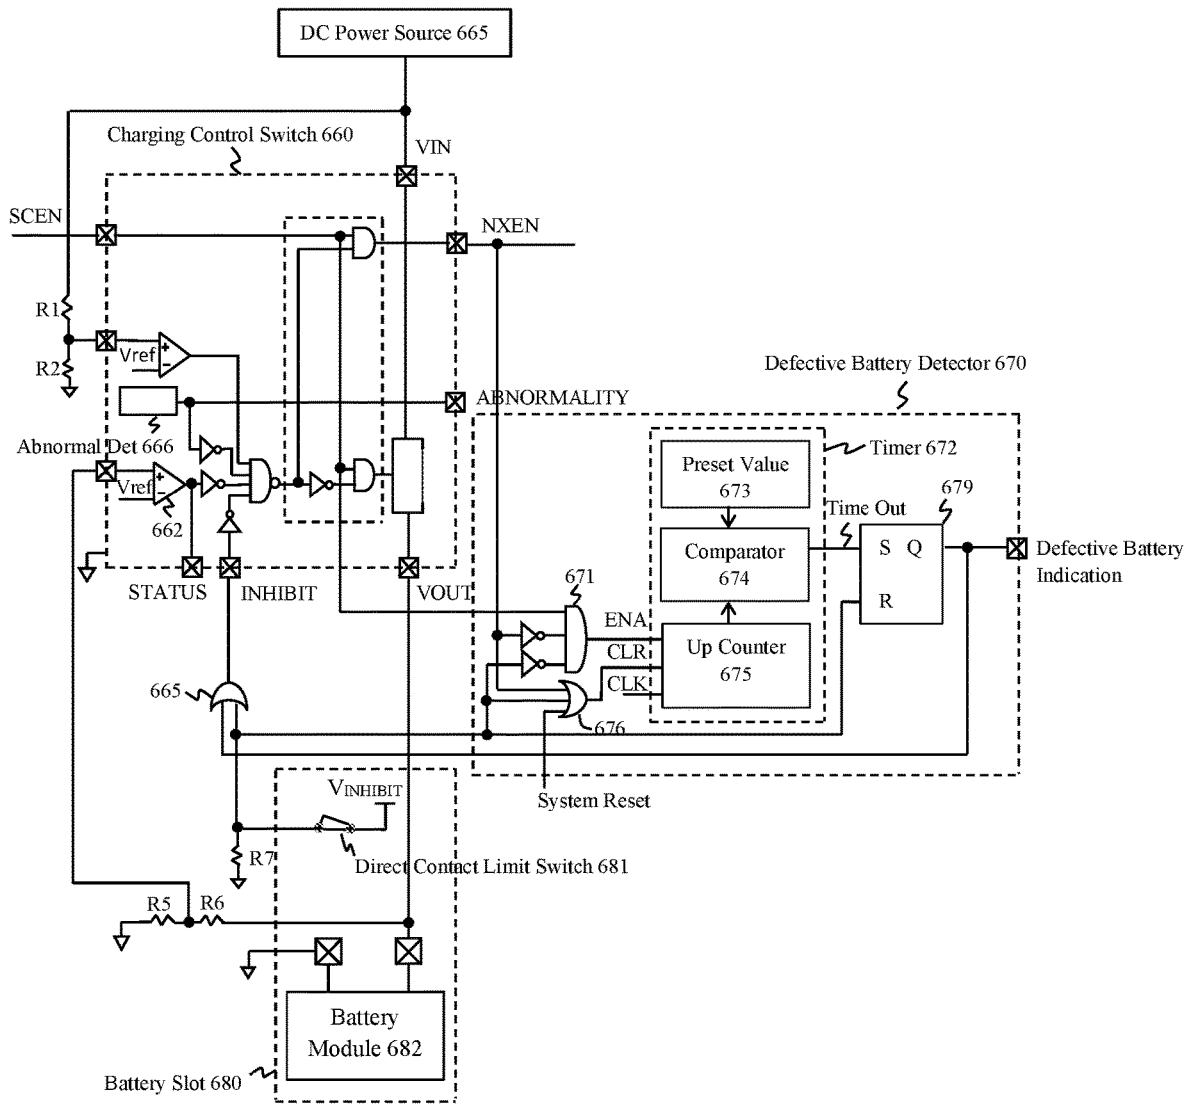 DC Power Source 665
Charging Control Switch 660
VIN
SCEN
NXEN
R1
Vref
+
−
R2
Defective Battery Detector 670
ABNORMALITY
Abnormal Det 666
Timer 672
Preset Value
673
679
Vref
+
−
662
Time Out
Comparator
674
S Q
R
Defective Battery
Indication
STATUS
INHIBIT
VOUT
671
ENA
CLR
CLK
Up Counter
675
665
676
System Reset
VINHIBIT
R7
Direct Contact Limit Switch 681
R5
R6
Battery
Module 682
Battery Slot 680